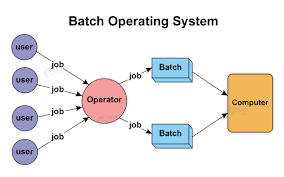 Batch Operating System
user
job
user
job
user
job
user
job
Operator
job
Batch
job
Batch
Computer